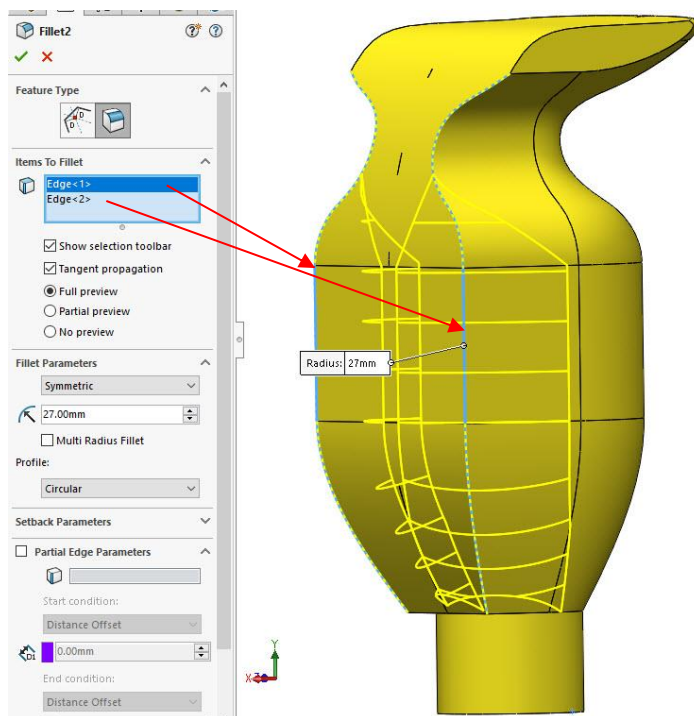 Fillet2
Feature Type
Items To Fillet
Edge<1>
Edge<2>
Show selection toolbar
Tangent propagation
Full preview
Partial preview
No preview
Fillet Parameters
Symmetric
27.00mm
Multi Radius Fillet
Profile:
Circular
Setback Parameters
Partial Edge Parameters
Start condition:
Distance Offset
0.00mm
End condition:
Distance Offset
Radius: 27mm
Y
X